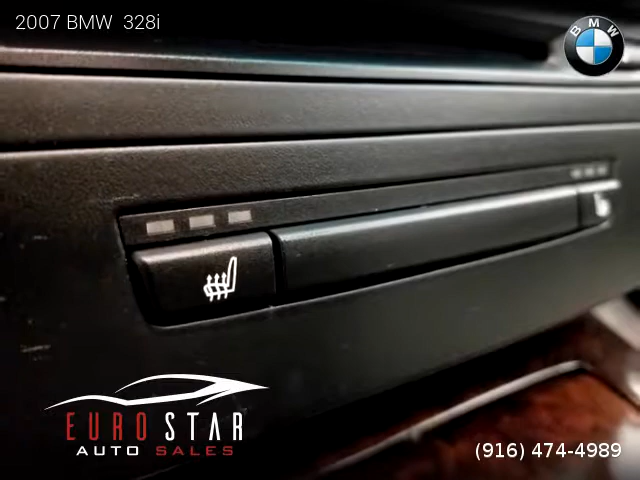 2007 BMW 328i
BMW
EURO STAR
AUTO SALES
(916) 474-4989